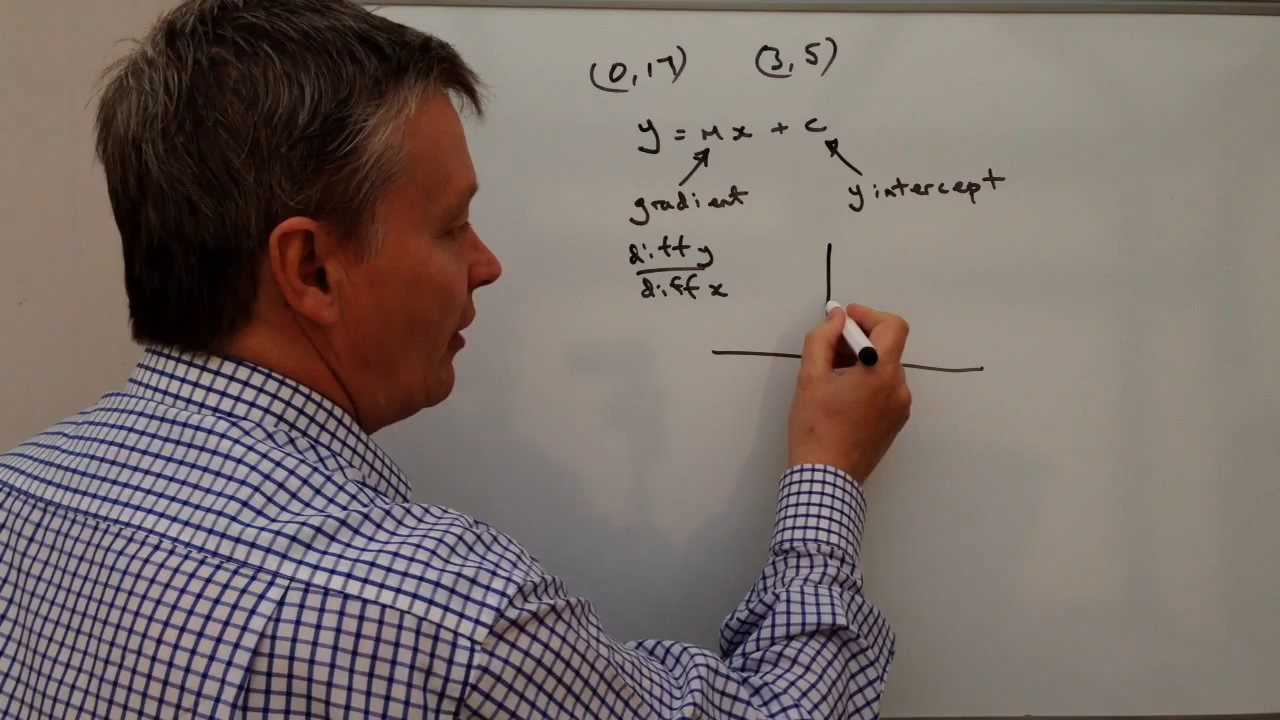 (0,17) (3,5)
y = Mx + c
gradient y intercept
diff y
diff x